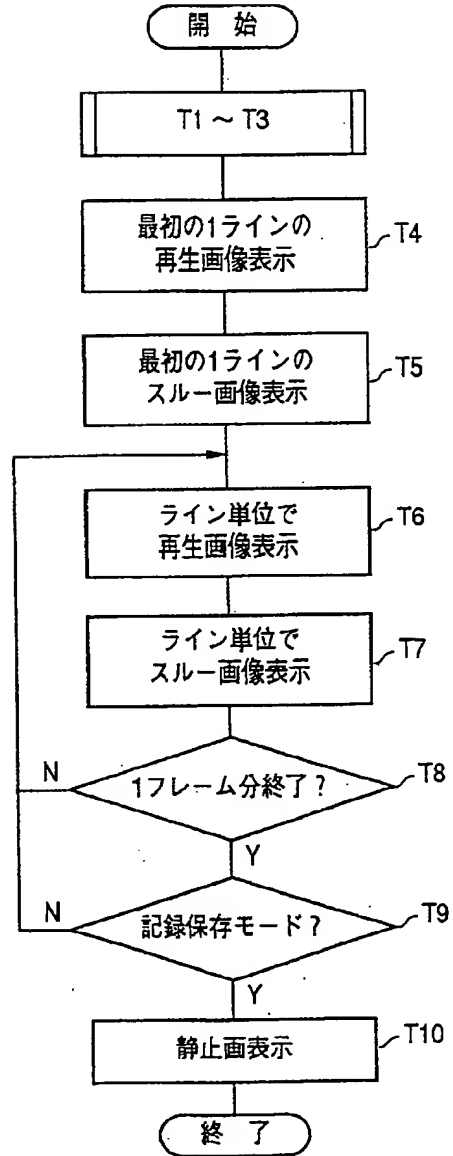 開始
T1 ~ T3
最初の1ラインの
再生画像表示
T4
最初の1ラインの
スルー画像表示
T5
ライン単位で
再生画像表示
T6
ライン単位で
スルー画像表示
T7
1フレーム分終了?
T8
N
Y
記録保存モード?
T9
N
Y
静止画表示
T10
終了